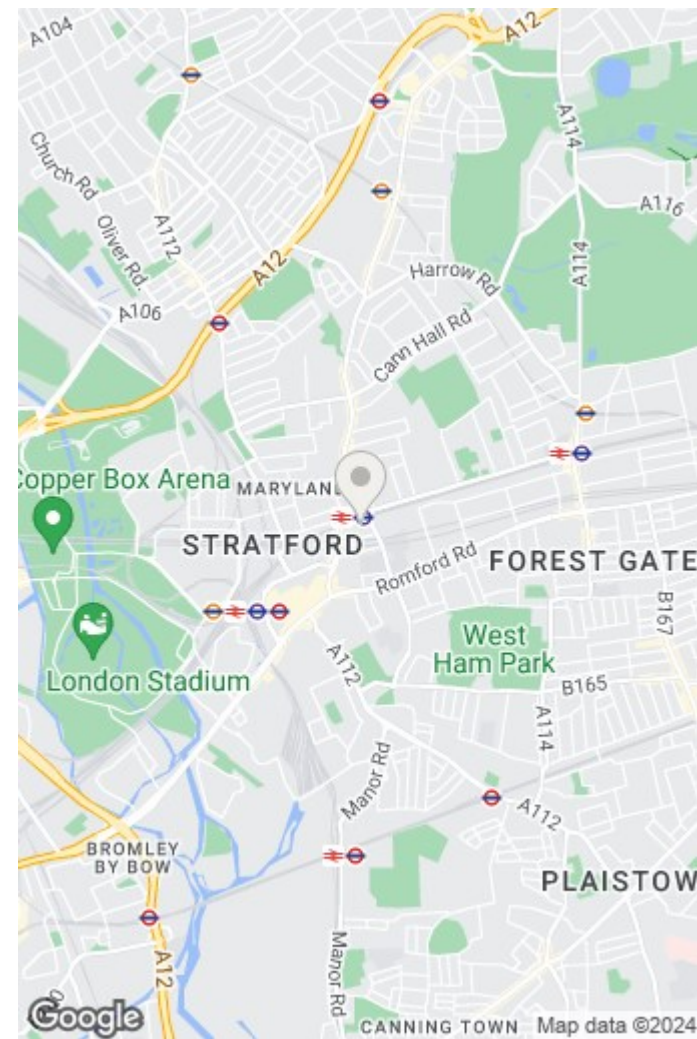 A104
A12
Church Rd
A114
A112
Oliver Rd.
A116
A12
A114
Harrow Rd
A106
Cann Hall Rd
Copper Box Arena
MARYLAN
STRATFORD
Romford Rd
FOREST GATE
B167
London Stadium
West
Ham Park
A112
B165
A114
Manor Rd
A112
BROMLEY
BY BOW
PLAISTOW
A12
Manor Rd
Google
CANNING TOWN
Map data ©2024